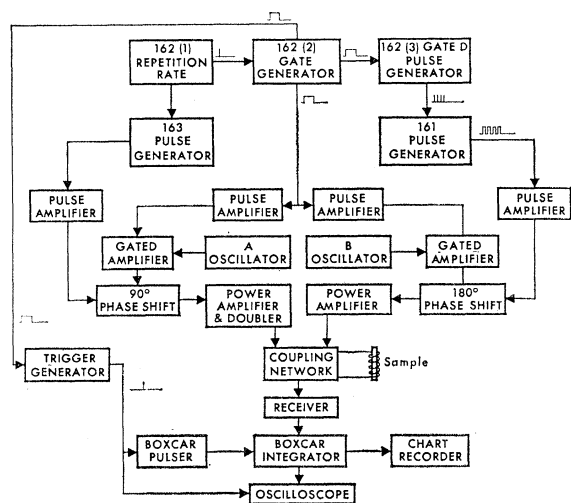 162 (1)
REPETITION
RATE
162 (2)
GATE
GENERATOR
162 (3) GATE D
PULSE
GENERATOR
163
PULSE
GENERATOR
161
PULSE
GENERATOR
PULSE
AMPLIFIER
PULSE
AMPLIFIER
PULSE
AMPLIFIER
PULSE
AMPLIFIER
GATED
AMPLIFIER
A
OSCILLATOR
B
OSCILLATOR
GATED
AMPLIFIER
90°
PHASE SHIFT
POWER
AMPLIFIER
& DOUBLER
POWER
AMPLIFIER
180°
PHASE SHIFT
TRIGGER
GENERATOR
COUPLING
NETWORK
Sample
RECEIVER
BOXCAR
PULSER
BOXCAR
INTEGRATOR
CHART
RECORDER
OSCILLOSCOPE